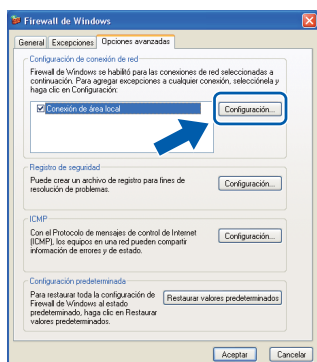 Firewall de Windows
General Excepciones Opciones avanzadas
Configuración de conexión de red
Firewall de Windows se habilitó para las conexiones de red seleccionadas a
continuación. Para agregar excepciones a cualquier conexión, selecciónela y
haga clic en Configuración:
Conexión de área local
Configuración...
Registro de seguridad
Puede crear un archivo de registro para fines de
resolución de problemas.
Configuración...
ICMP
Con el Protocolo de mensajes de control de Internet
(ICMP), los equipos en una red pueden compartir
información de errores y de estado.
Configuración...
Configuración predeterminada
Para restaurar toda la configuración de
Firewall de Windows al estado
predeterminado, haga clic en Restaurar
valores predeterminados.
Restaurar valores predeterminados
Aceptar Cancelar